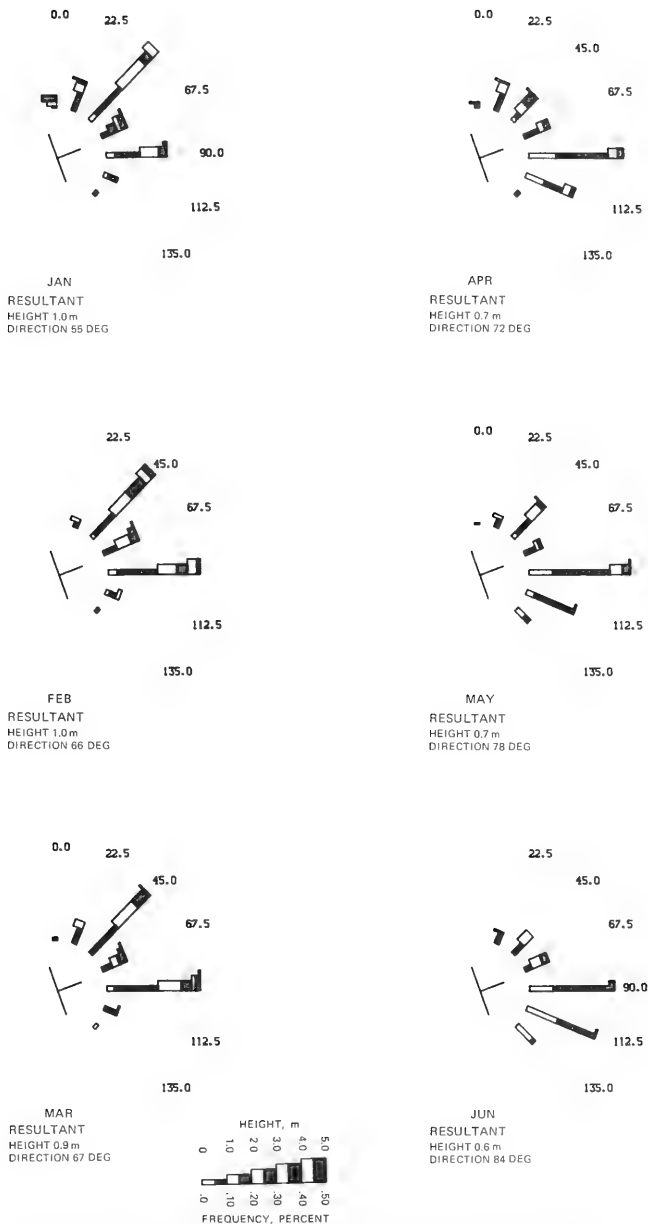 0.0
22.5
67.5
90.0
112.5
135.0
JAN
RESULTANT
HEIGHT 1.0 m
DIRECTION 55 DEG
0.0
22.5
45.0
67.5
112.5
135.0
APR
RESULTANT
HEIGHT 0.7 m
DIRECTION 72 DEG
22.5
45.0
67.5
112.5
135.0
FEB
RESULTANT
HEIGHT 1.0 m
DIRECTION 66 DEG
0.0
22.5
45.0
67.5
112.5
135.0
MAY
RESULTANT
HEIGHT 0.7 m
DIRECTION 78 DEG
0.0
22.5
45.0
67.5
112.5
135.0
MAR
RESULTANT
HEIGHT 0.9 m
DIRECTION 67 DEG
22.5
45.0
67.5
90.0
112.5
135.0
JUN
RESULTANT
HEIGHT 0.6 m
DIRECTION 84 DEG
HEIGHT, m
0 1.0 2.0 3.0 4.0 5.0
.0 .10 .20 .30 .40 .50
FREQUENCY, PERCENT